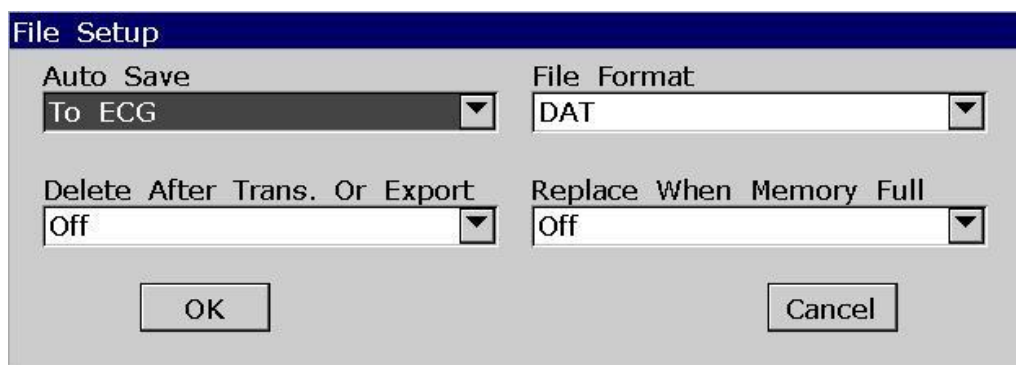 File Setup
Auto Save
File Format
To ECG
DAT
Delete After Trans. Or Export
Replace When Memory Full
Off
Off
OK
Cancel